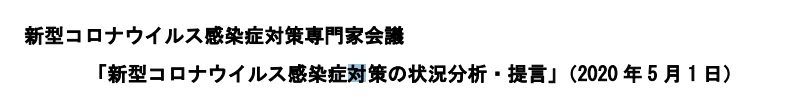 新型コロナウイルス感染症対策専門家会議
「新型コロナウイルス感染症対策の状況分析・提言」（2020 年 5 月 1 日）